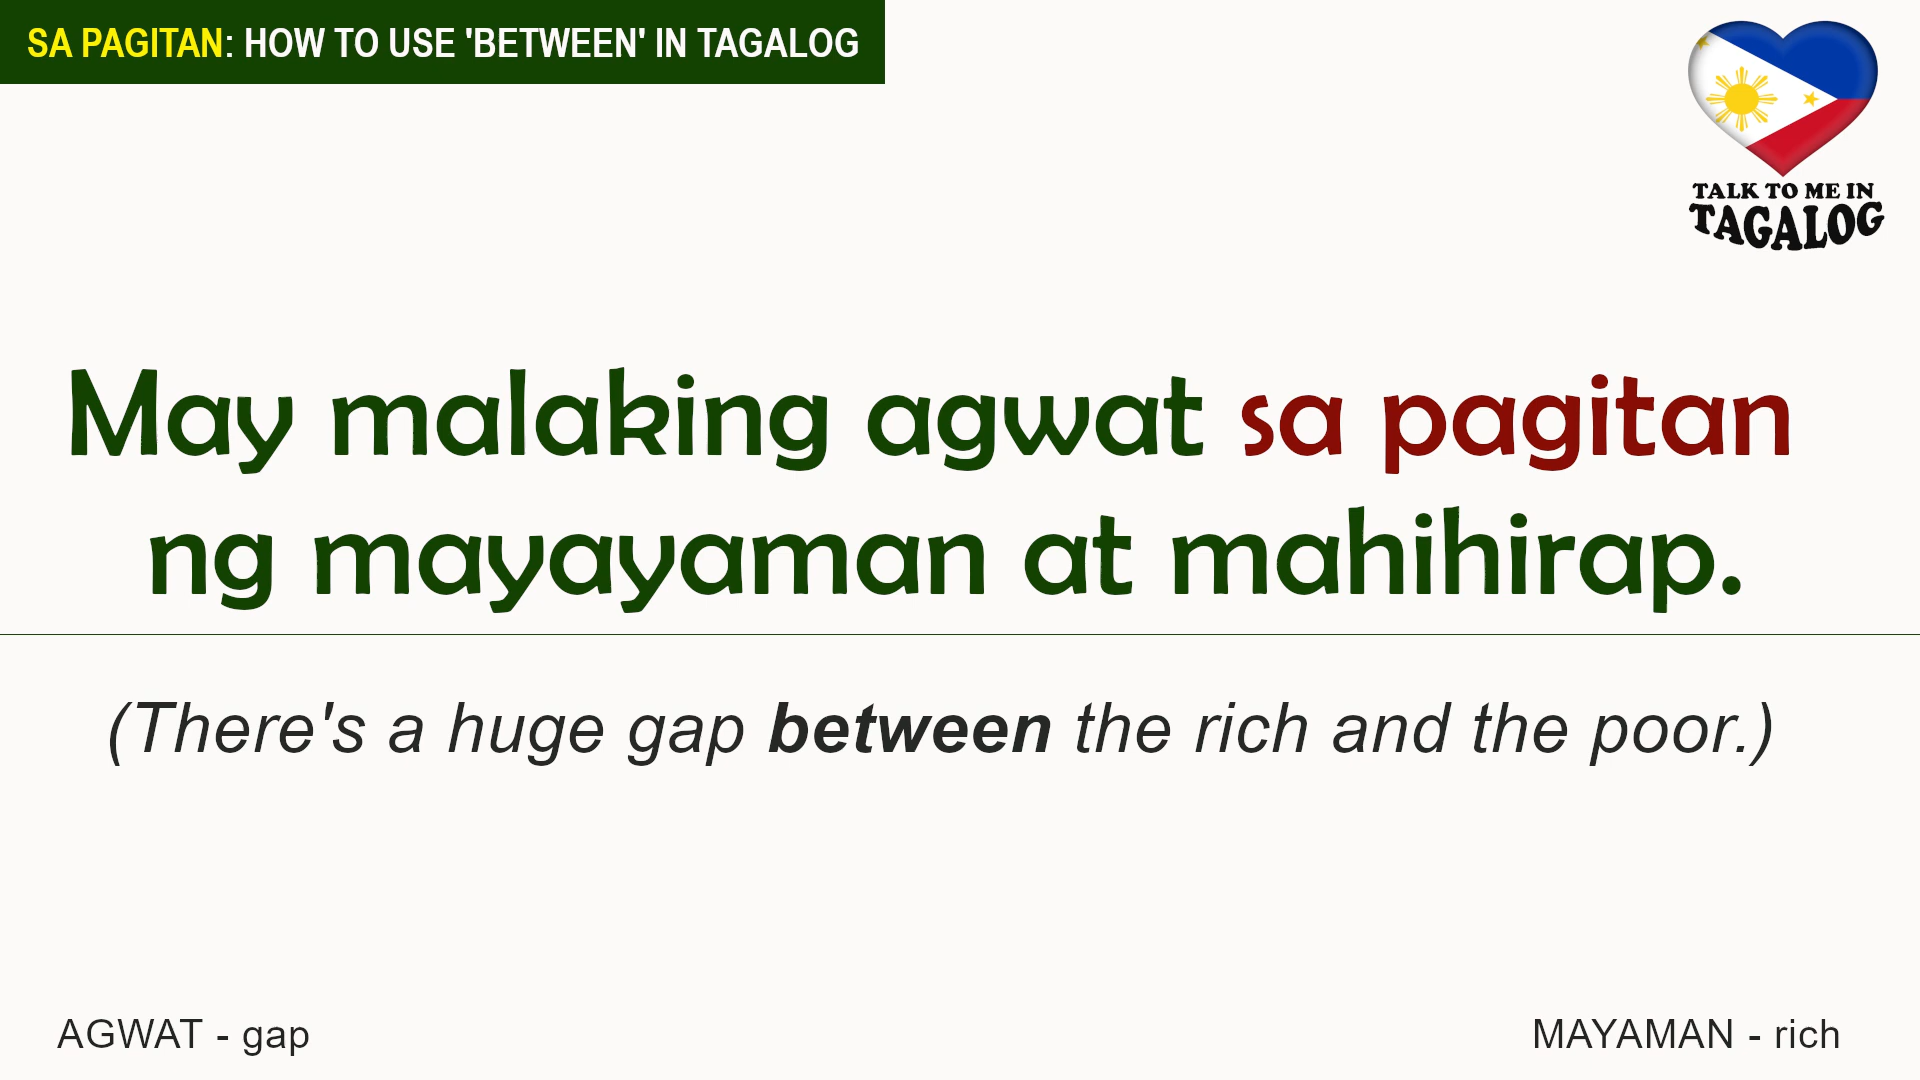 SA PAGITAN: HOW TO USE 'BETWEEN' IN TAGALOG
TALK TO ME IN
TAGALOG
May malaking agwat sa pagitan
ng mayayaman at mahihirap.
(There's a huge gap between the rich and the poor.)
AGWAT - gap
MAYAMAN - rich